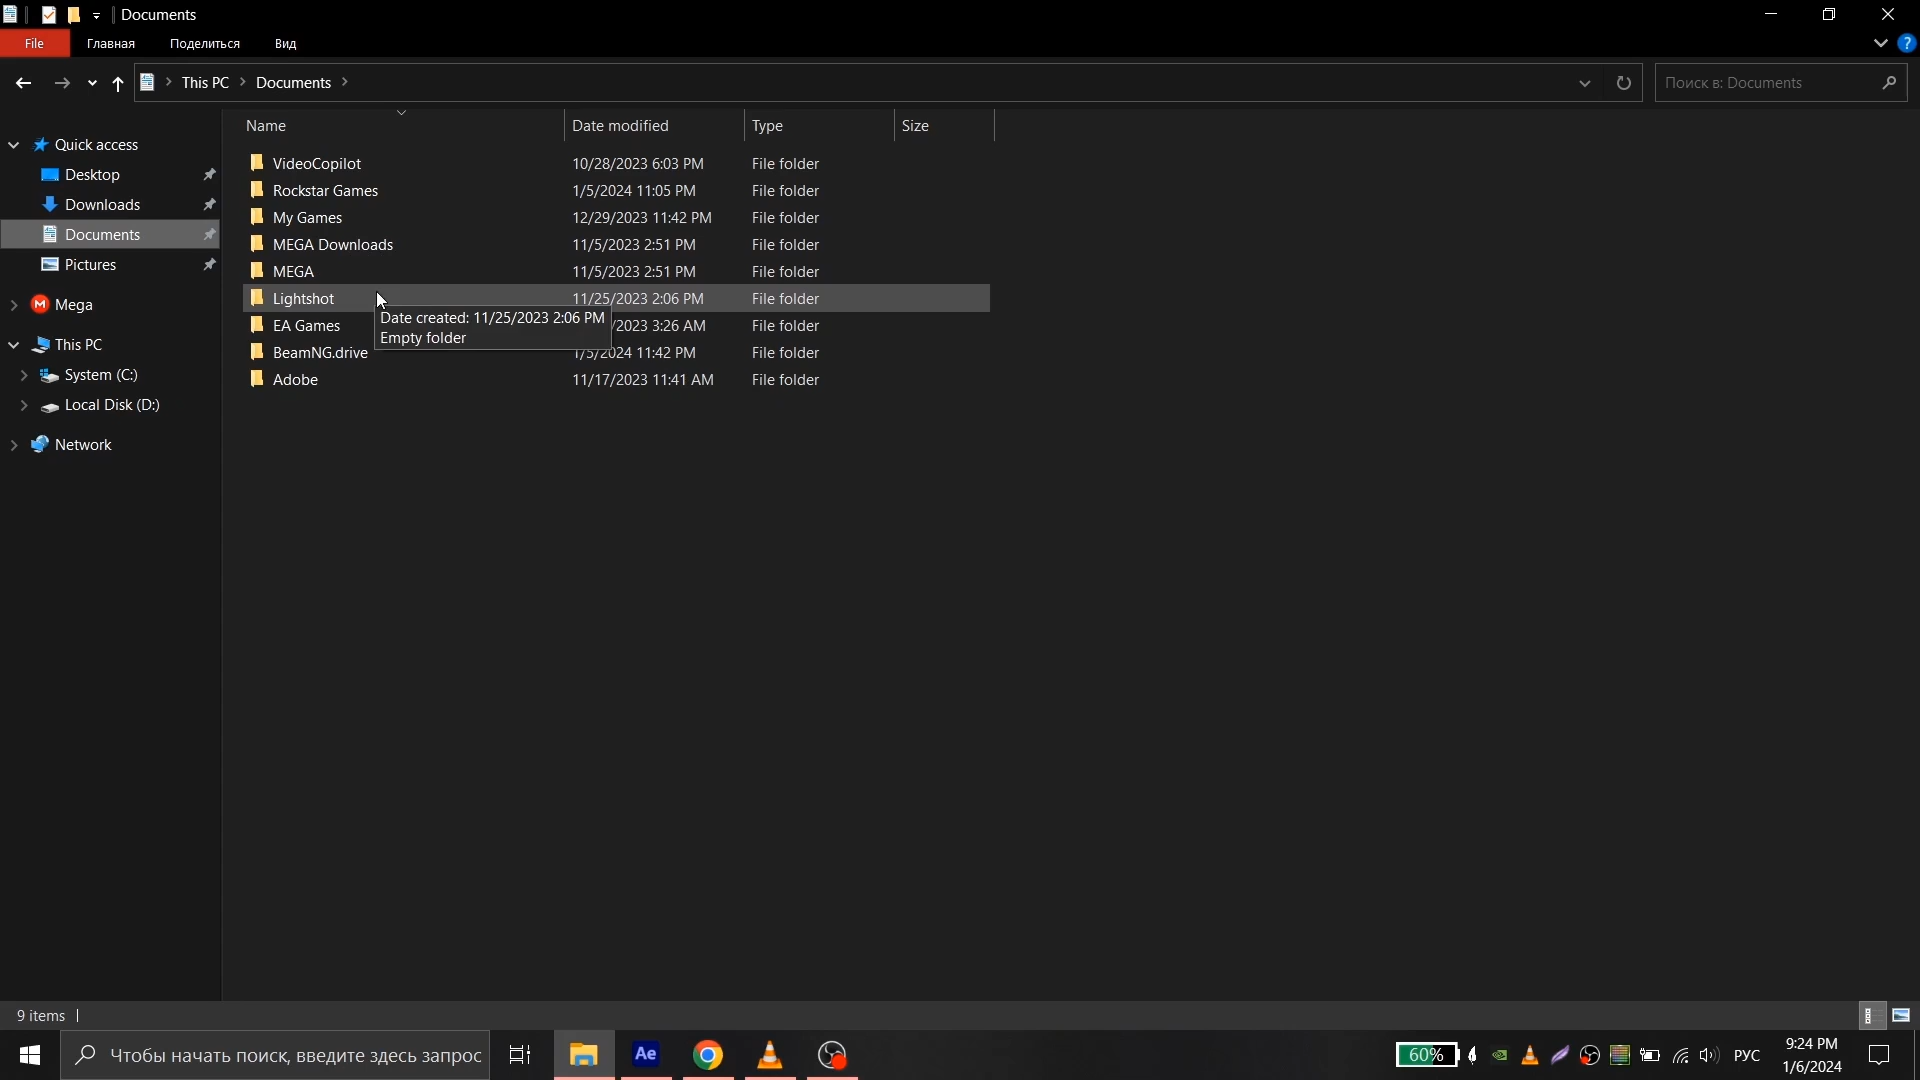 Documents
File Главная Поделиться Вид
This PC Documents
Поиск в: Documents
Name Date modified Type Size
Quick access
Desktop
Downloads
Documents
Pictures
Mega
This PC
System (C:)
Local Disk (D:)
Network
VideoCopilot 10/28/2023 6:03 PM File folder
Rockstar Games 1/5/2024 11:05 PM File folder
My Games 12/29/2023 11:42 PM File folder
MEGA Downloads 11/5/2023 2:51 PM File folder
MEGA 11/5/2023 2:51 PM File folder
Lightshot 11/25/2023 2:06 PM File folder
Date created: 11/25/2023 2:06 PM
Empty folder
EA Games /2023 3:26 AM File folder
BeamNG.drive 1/5/2024 11:42 PM File folder
Adobe 11/17/2023 11:41 AM File folder
9 items
Чтобы начать поиск, введите здесь запрос
Ae
60%
РУС
9:24 PM
1/6/2024